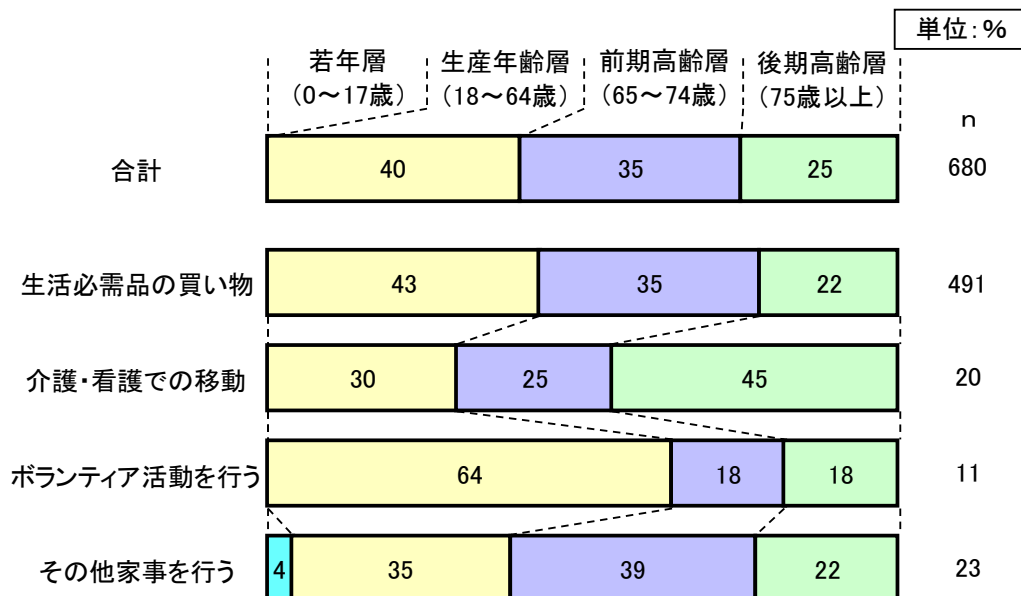 単位：％
若年層 生産年齢層 前期高齢層 後期高齢層
(0～17歳) (18～64歳) (65～74歳) (75歳以上)
n
合計 40 35 25 680
生活必需品の買い物 43 35 22 491
介護・看護での移動 30 25 45 20
ボランティア活動を行う 64 18 18 11
その他家事を行う 4 35 39 22 23